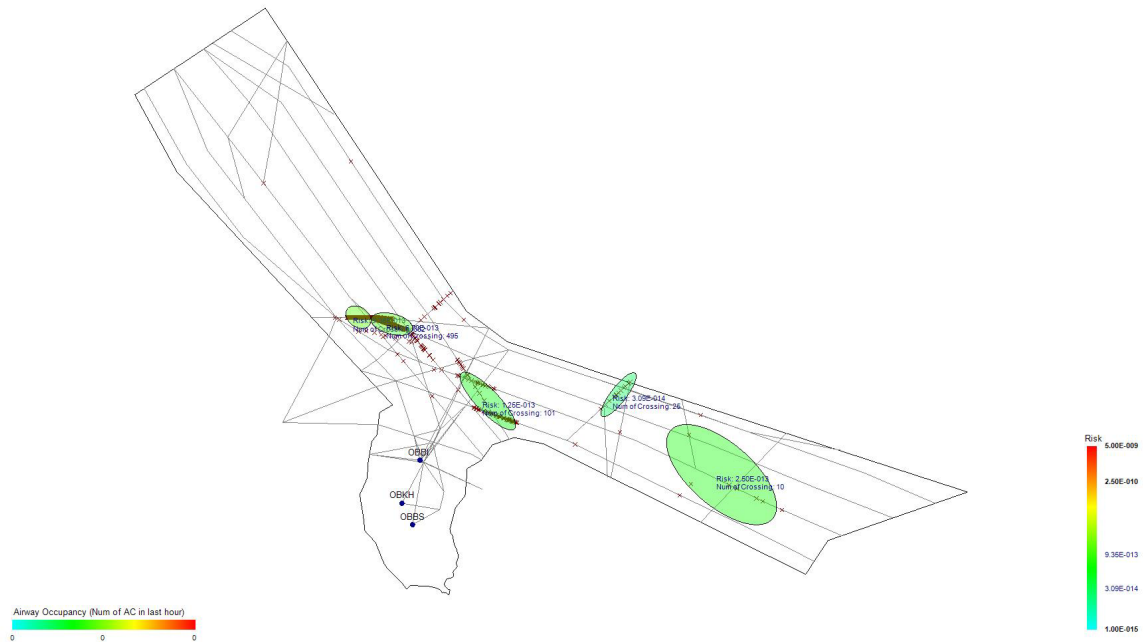 Risk:
Num of Crossing: 495
Risk: 1.25E-013
Num of Crossing: 101
Risk: 3.09E-014
Num of Crossing: 26
Risk: 2.50E-013
Num of Crossing: 10
OBBI
OBKH
OBBS
Risk
5.00E-009
2.50E-010
9.35E-013
3.09E-014
1.00E-015
Airway Occupancy (Num of AC in last hour)
0 0 0